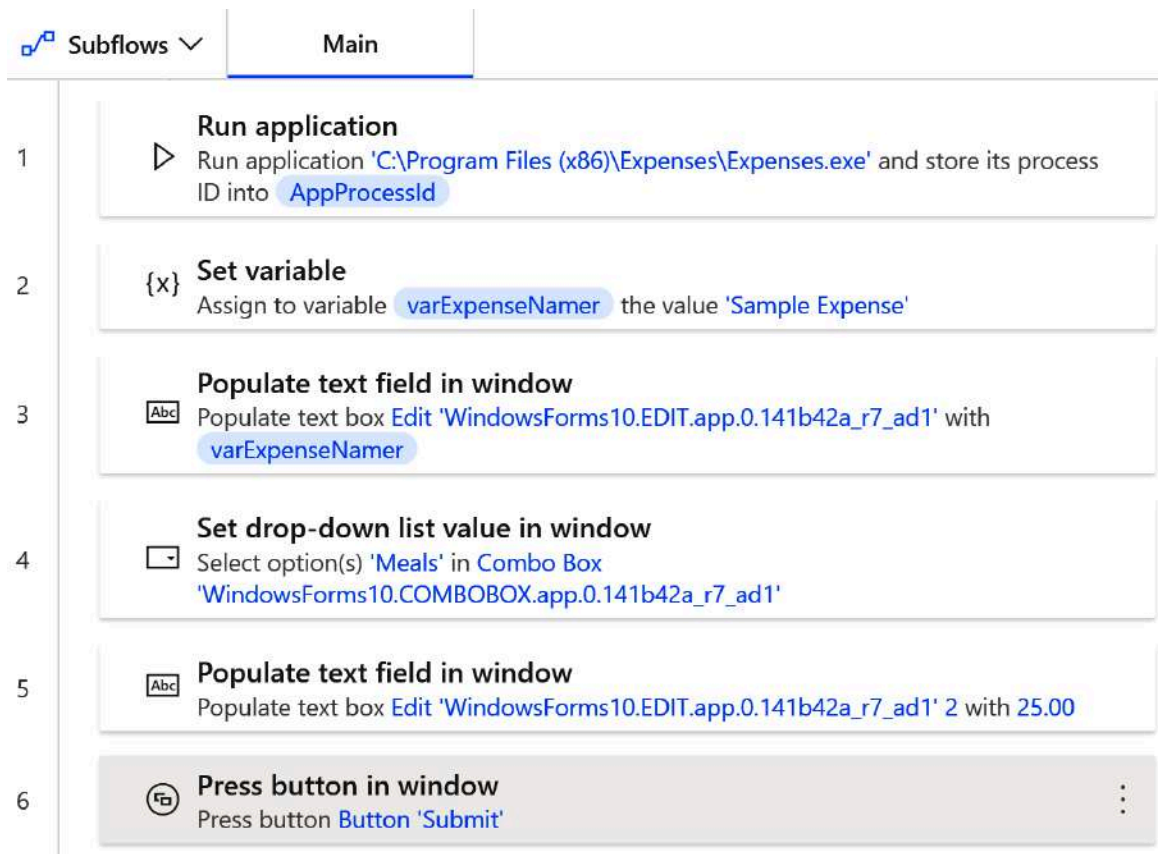 Subflows Main
1
Run application
Run application 'C:\Program Files (x86)\Expenses\Expenses.exe' and store its process
ID into AppProcessId
2
{x}
Set variable
Assign to variable varExpenseNamer the value 'Sample Expense'
3
Abc
Populate text field in window
Populate text box Edit 'WindowsForms10.EDIT.app.0.141b42a_r7_ad1' with
varExpenseNamer
4
Set drop-down list value in window
Select option(s) 'Meals' in Combo Box
'WindowsForms10.COMBOBOX.app.0.141b42a_r7_ad1'
5
Abc
Populate text field in window
Populate text box Edit 'WindowsForms10.EDIT.app.0.141b42a_r7_ad1' 2 with 25.00
6
Press button in window
Press button Button 'Submit'